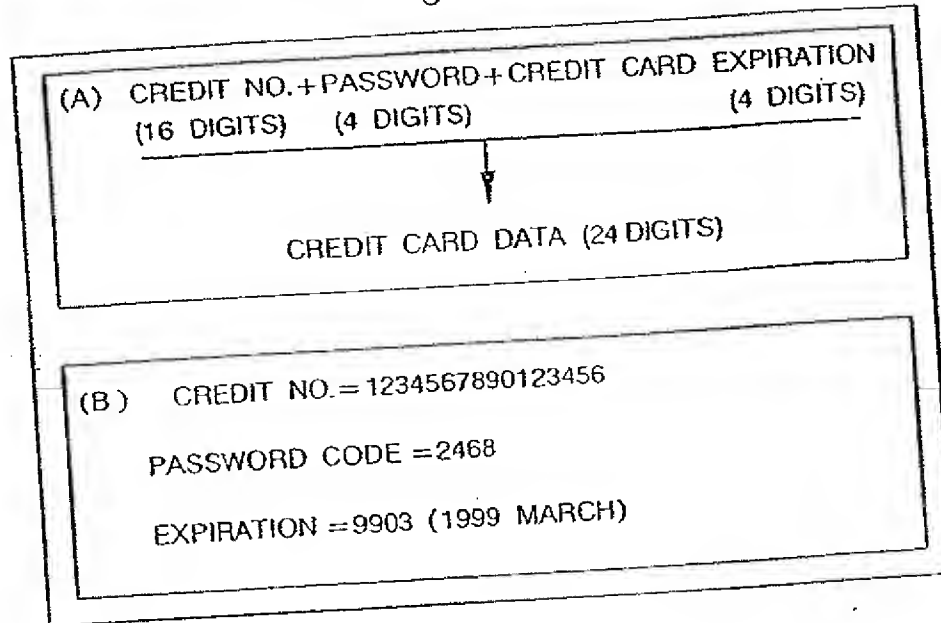 (A) CREDIT NO.+PASSWORD+CREDIT CARD EXPIRATION
(16 DIGITS) (4 DIGITS) (4 DIGITS)
CREDIT CARD DATA (24 DIGITS)
(B) CREDIT NO.=1234567890123456
PASSWORD CODE =2468
EXPIRATION =9903 (1999 MARCH)